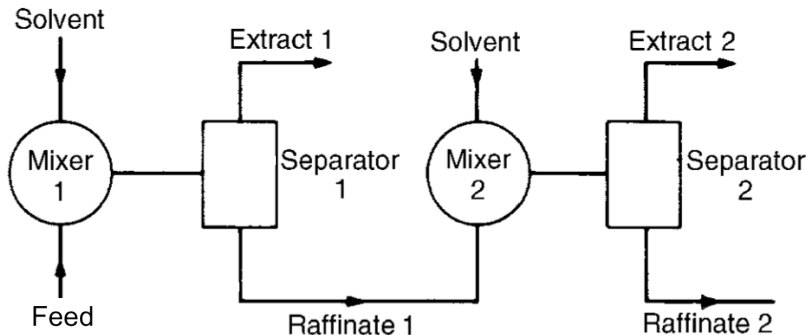 Solvent
Extract 1
Solvent
Extract 2
Mixer
1
Separator
1
Mixer
2
Separator
2
Feed
Raffinate 1
Raffinate 2